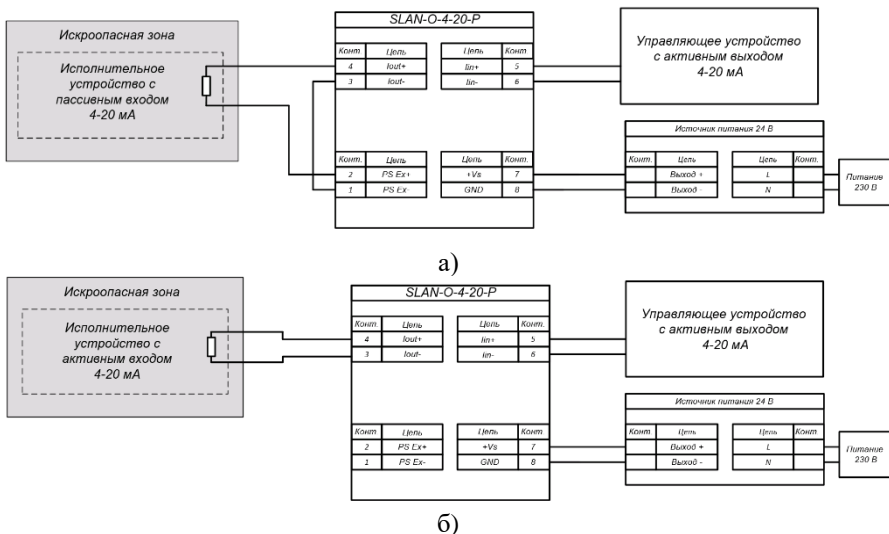 SLAN-O-4-20-P
Искроопасная зона
Исполнительное
устройство с
пассивным входом
4-20 мА
Конт. Цепь Цепь Конт.
4 Iout+ Iin+ 5
3 Iout- Iin- 6
Управляющее устройство
с активным выходом
4-20 мА
Источник питания 24 В
Конт. Цепь Цепь Конт.
2 PS Ex+ +Vs 7
1 PS Ex- GND 8
Конт. Цепь Цепь Конт.
Выход + L
Выход - N
Питание
230 В
а)
SLAN-O-4-20-P
Искроопасная зона
Исполнительное
устройство с
активным входом
4-20 мА
Конт. Цепь Цепь Конт.
4 Iout+ Iin+ 5
3 Iout- Iin- 6
Управляющее устройство
с активным выходом
4-20 мА
Источник питания 24 В
Конт. Цепь Цепь Конт.
2 PS Ex+ +Vs 7
1 PS Ex- GND 8
Конт. Цепь Цепь Конт.
Выход + L
Выход - N
Питание
230 В
б)